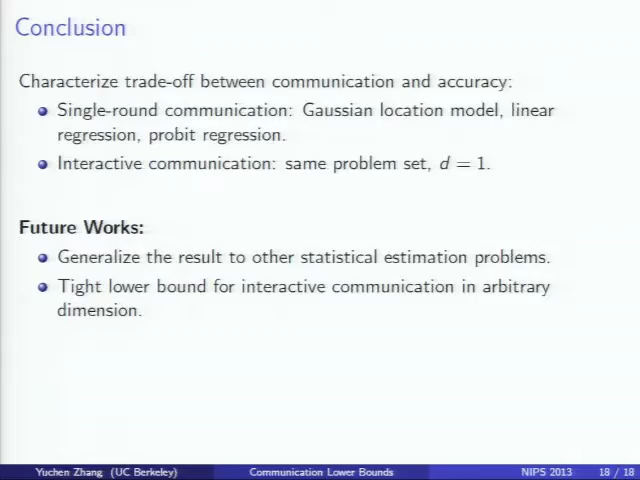 Conclusion
Characterize trade-off between communication and accuracy:
Single-round communication: Gaussian location model, linear
regression, probit regression.
Interactive communication: same problem set, d = 1.
Future Works:
Generalize the result to other statistical estimation problems.
Tight lower bound for interactive communication in arbitrary
dimension.
Yuchen Zhang (UC Berkeley) Communication Lower Bounds NIPS 2013 18 / 18